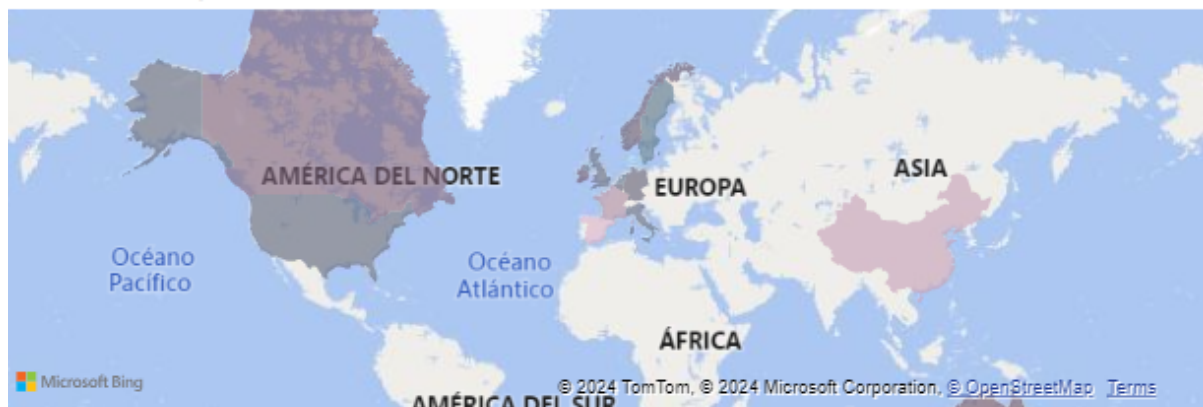 AMÉRICA DEL NORTE
EUROPA
ASIA
Océano
Pacífico
Océano
Atlántico
ÁFRICA
Microsoft Bing
© 2024 TomTom, © 2024 Microsoft Corporation, © OpenStreetMap Terms
AMÉRICA DEL SUR